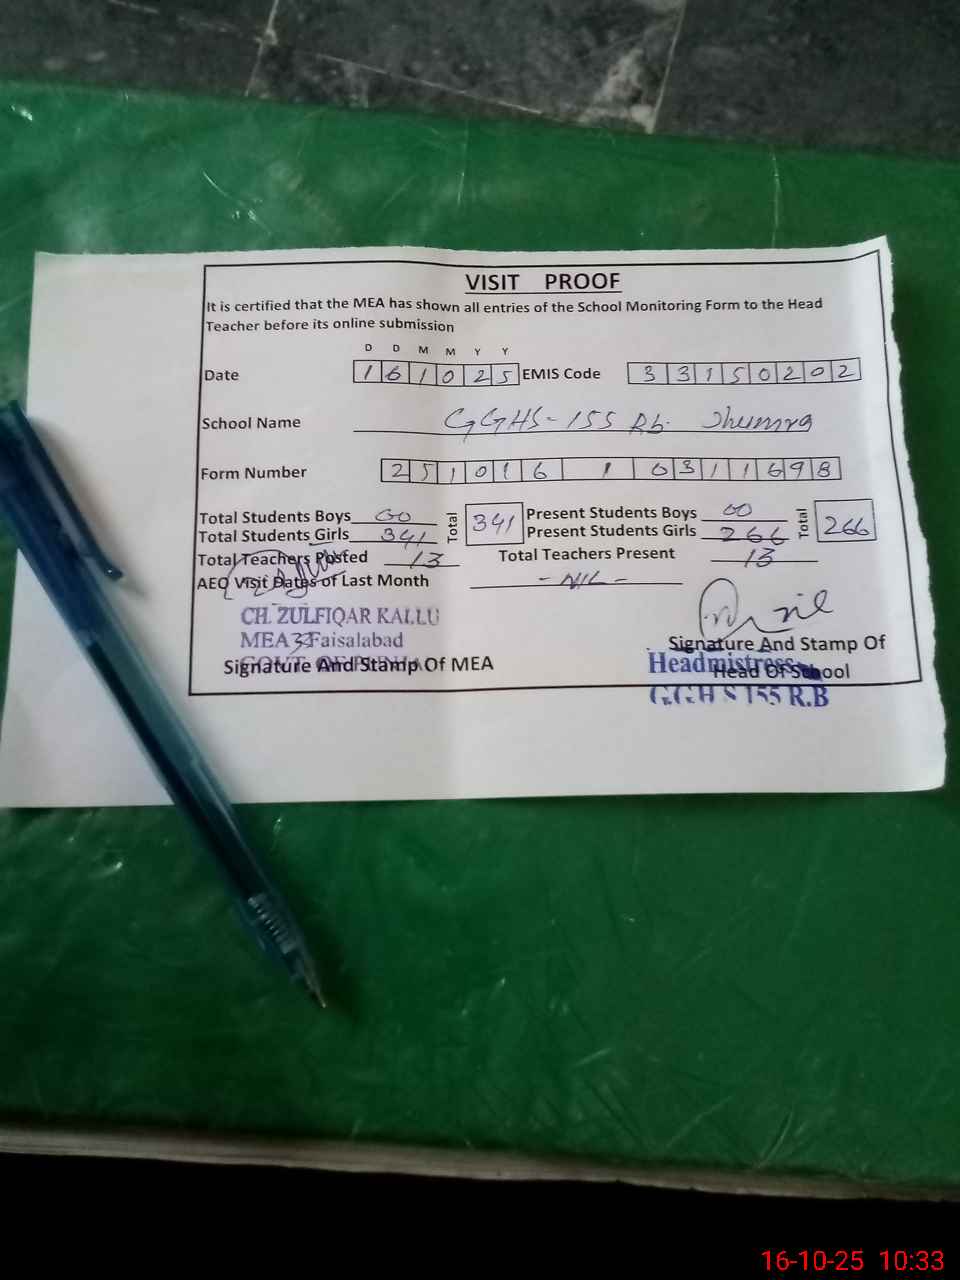 VISIT PROOF
It is certified that the MEA has shown all entries of the School Monitoring Form to the Head
Teacher before its online submission
D D M M Y Y
Date 1 6 1 0 2 5 EMIS Code 3 3 1 5 0 2 0 2
School Name GGHS-155 Rb. Jhumra
Form Number 2 5 1 0 1 6 1 0 3 1 1 6 9 8
Total Students Boys 00 Total 341 Present Students Boys 00 Total 266
Total Students Girls 341 Present Students Girls 266
Total Teachers Posted 13 Total Teachers Present 13
AEO Visit Dates of Last Month - NIL -
CH. ZULFIQAR KALLU
MEA 33 Faisalabad
Signature And Stamp Of MEA
Signature And Stamp Of
Head Of School
Headmistress
G.G.H S 155 R.B
16-10-25 10:33